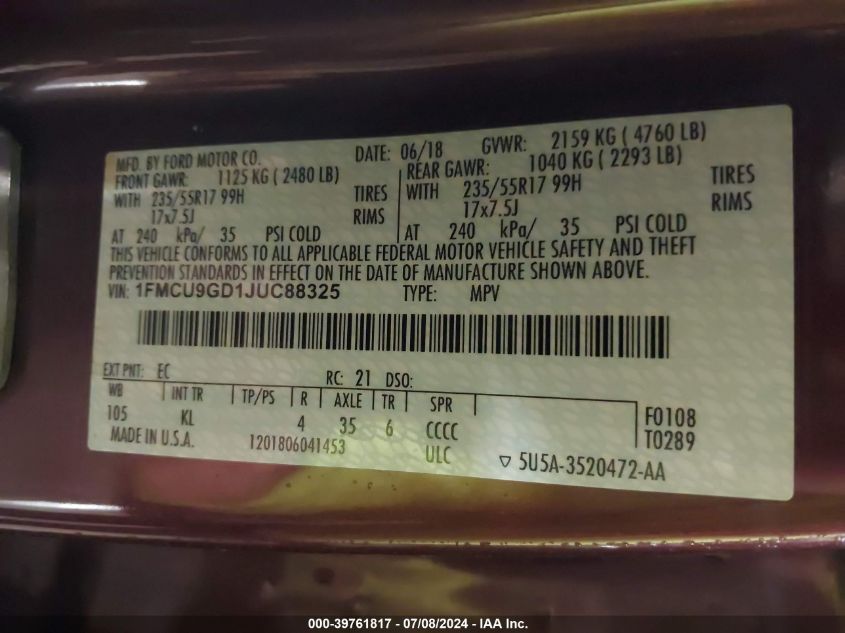 MFD. BY FORD MOTOR CO. DATE: 06/18 GVWR: 2159 KG ( 4760 LB)
FRONT GAWR: 1125 KG ( 2480 LB) REAR GAWR: 1040 KG ( 2293 LB)
WITH 235/55R17 99H TIRES WITH 235/55R17 99H TIRES
17x7.5J RIMS 17x7.5J RIMS
AT 240 kPa/ 35 PSI COLD AT 240 kPa/ 35 PSI COLD
THIS VEHICLE CONFORMS TO ALL APPLICABLE FEDERAL MOTOR VEHICLE SAFETY AND THEFT
PREVENTION STANDARDS IN EFFECT ON THE DATE OF MANUFACTURE SHOWN ABOVE.
VIN: 1FMCU9GD1JUC88325 TYPE: MPV
EXT PNT: EC RC: 21 DSO:
WB INT TR TP/PS R AXLE TR SPR
105 KL 4 35 6 CCCC F0108
MADE IN U.S.A. 1201806041453 ULC T0289
5U5A-3520472-AA
000-39761817 - 07/08/2024 - IAA Inc.